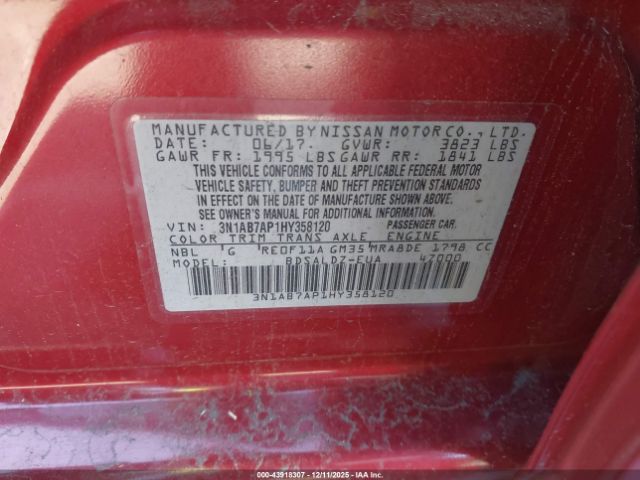 MANUFACTURED BY NISSAN MOTOR CO., LTD.
DATE: 06/17. GVWR: 3823 LBS
GAWR FR: 1995 LBS GAWR RR: 1841 LBS
THIS VEHICLE CONFORMS TO ALL APPLICABLE FEDERAL MOTOR
VEHICLE SAFETY, BUMPER AND THEFT PREVENTION STANDARDS
IN EFFECT ON THE DATE OF MANUFACTURE SHOWN ABOVE.
SEE OWNER'S MANUAL FOR ADDITIONAL INFORMATION.
VIN: 3N1AB7AP1HY358120 PASSENGER CAR.
COLOR TRIM TRANS AXLE ENGINE
NBL G RE0F11A GM35 MRA8DE 1798 CC
MODEL: BDSALDZ-EUA 47000
3N1AB7AP1HY358120
000-43918307 - 12/11/2025 - IAAI.COM